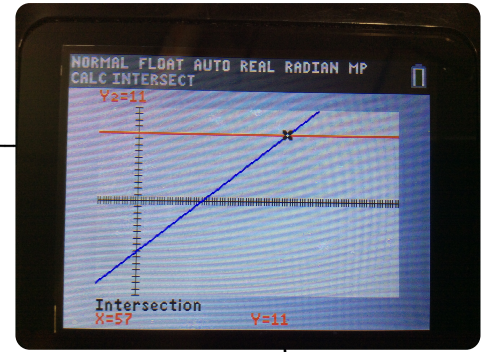 NORMAL FLOAT AUTO REAL RADIAN MP
CALC INTERSECT
Y2=11
Intersection
X=57 Y=11